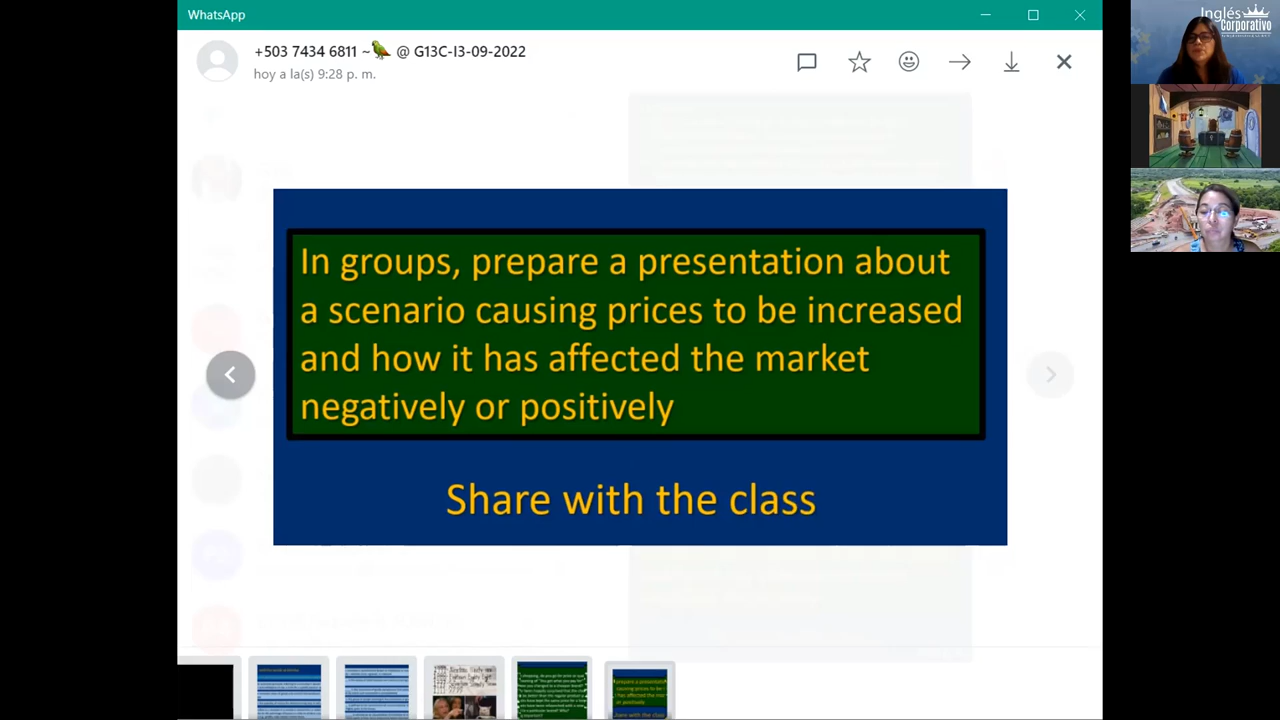 WhatsApp
+503 7434 6811 ~🦜 @ G13C-I3-09-2022
hoy a la(s) 9:28 p. m.
In groups, prepare a presentation about
a scenario causing prices to be increased
and how it has affected the market
negatively or positively
Share with the class
Inglés
Corporativo